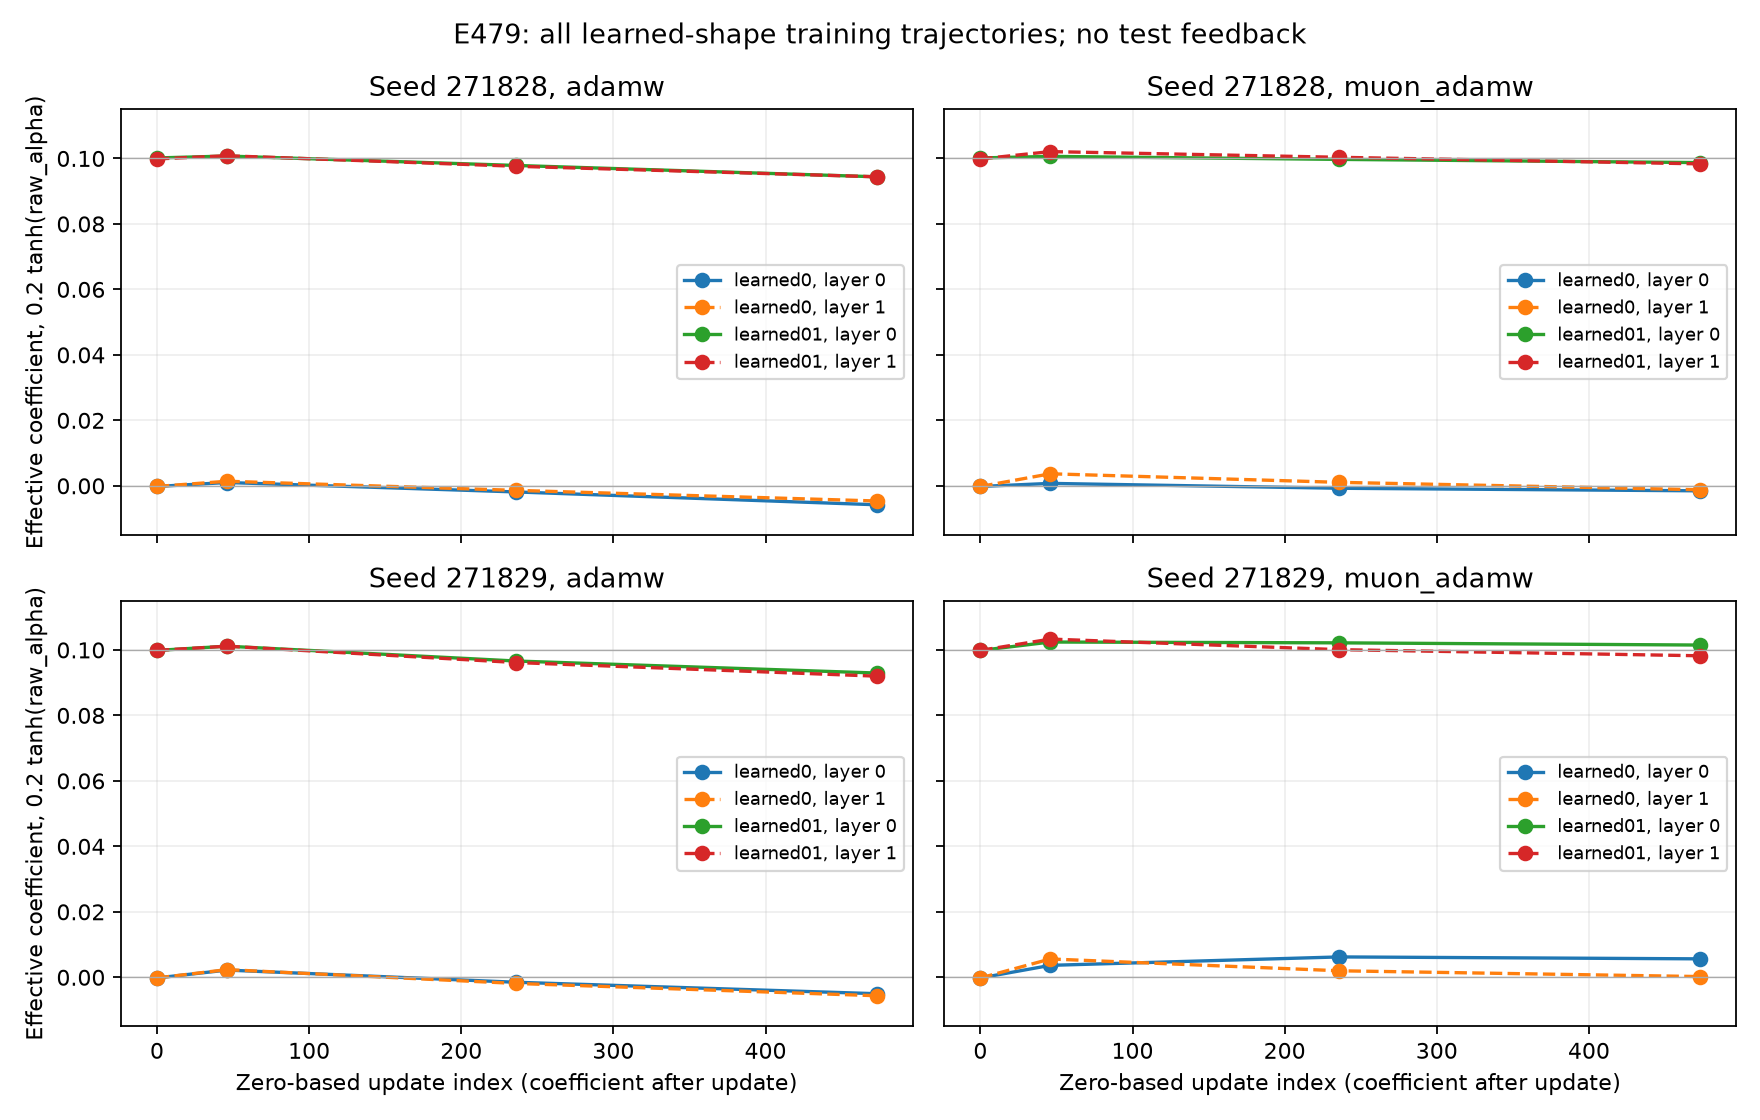 E479: all learned-shape training trajectories; no test feedback
Seed 271828, adamw
Effective coefficient, 0.2 tanh(raw_alpha)
0.10
0.08
0.06
0.04
0.02
0.00
learned0, layer 0
learned0, layer 1
learned01, layer 0
learned01, layer 1
Seed 271828, muon_adamw
learned0, layer 0
learned0, layer 1
learned01, layer 0
learned01, layer 1
Seed 271829, adamw
Effective coefficient, 0.2 tanh(raw_alpha)
0.10
0.08
0.06
0.04
0.02
0.00
learned0, layer 0
learned0, layer 1
learned01, layer 0
learned01, layer 1
0 100 200 300 400
Zero-based update index (coefficient after update)
Seed 271829, muon_adamw
learned0, layer 0
learned0, layer 1
learned01, layer 0
learned01, layer 1
0 100 200 300 400
Zero-based update index (coefficient after update)